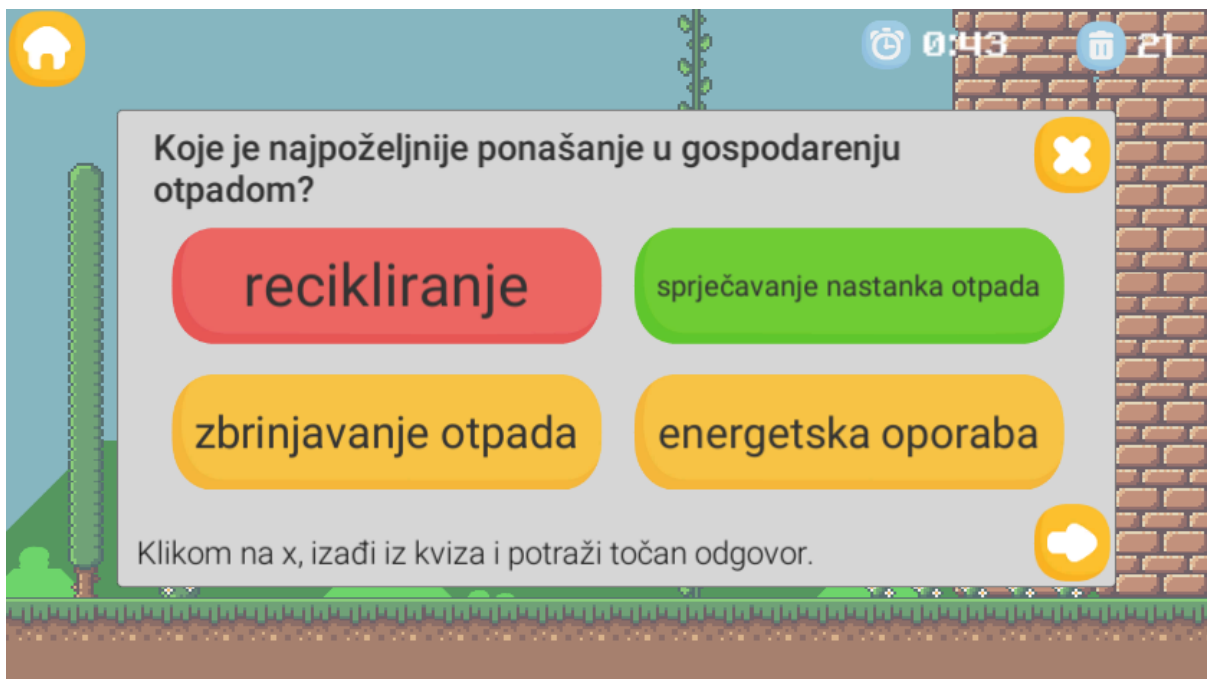 0:43
21
Koje je najpoželjnije ponašanje u gospodarenju
otpadom?
recikliranje
sprječavanje nastanka otpada
zbrinjavanje otpada
energetska oporaba
Klikom na x, izađi iz kviza i potraži točan odgovor.